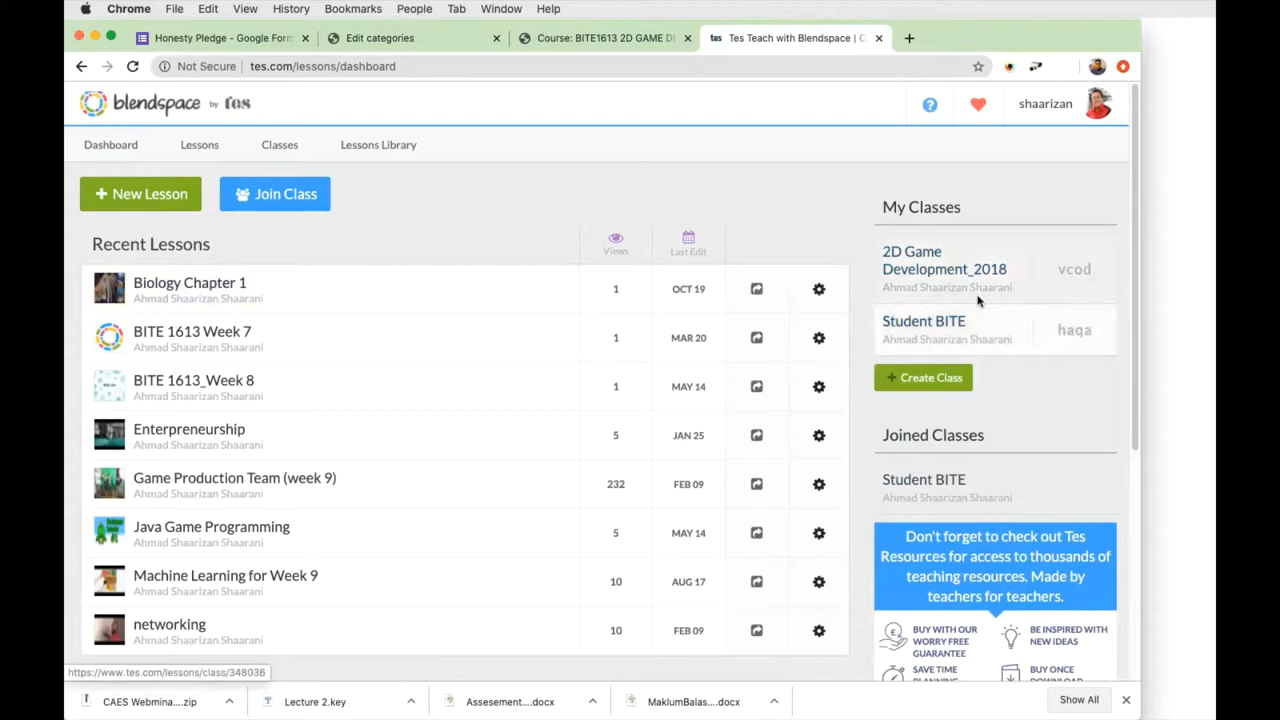 Chrome File Edit View History Bookmarks People Tab Window Help
Honesty Pledge - Google Form
Edit categories
Course: BITE1613 2D GAME DE
tes Tes Teach with Blendspace | C
Not Secure tes.com/lessons/dashboard
blendspace by tes
shaarizan
Dashboard Lessons Classes Lessons Library
+ New Lesson
Join Class
Recent Lessons
Views
Last Edit
Biology Chapter 1
Ahmad Shaarizan Shaarani
1 OCT 19
BITE 1613 Week 7
Ahmad Shaarizan Shaarani
1 MAR 20
BITE 1613_Week 8
Ahmad Shaarizan Shaarani
1 MAY 14
Enterpreneurship
Ahmad Shaarizan Shaarani
5 JAN 25
Game Production Team (week 9)
Ahmad Shaarizan Shaarani
232 FEB 09
Java Game Programming
Ahmad Shaarizan Shaarani
5 MAY 14
Machine Learning for Week 9
Ahmad Shaarizan Shaarani
10 AUG 17
networking
Ahmad Shaarizan Shaarani
10 FEB 09
My Classes
2D Game
Development_2018
Ahmad Shaarizan Shaarani
vcod
Student BITE
Ahmad Shaarizan Shaarani
haqa
+ Create Class
Joined Classes
Student BITE
Ahmad Shaarizan Shaarani
Don't forget to check out Tes
Resources for access to thousands of
teaching resources. Made by
teachers for teachers.
BUY WITH OUR
WORRY FREE
GUARANTEE
BE INSPIRED WITH
NEW IDEAS
SAVE TIME
BUY ONCE
https://www.tes.com/lessons/class/348036
CAES Webmina....zip
Lecture 2.key
Assesement....docx
MaklumBalas....docx
Show All